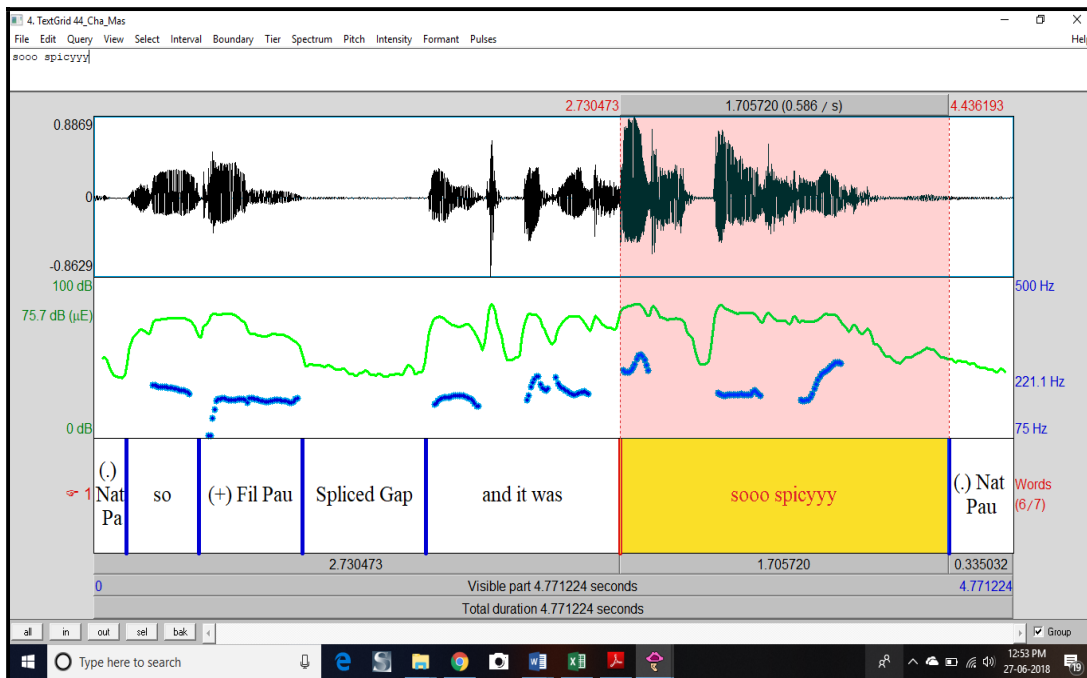 4. TextGrid 44_Cha_Mas
File Edit Query View Select Interval Boundary Tier Spectrum Pitch Intensity Formant Pulses Hel
sooo spicyyy
2.730473 1.705720 (0.586 / s) 4.436193
0.8869
0
-0.8629
100 dB 500 Hz
75.7 dB (µE)
221.1 Hz
0 dB 75 Hz
(.) Nat Pa
so
(+) Fil Pau
Spliced Gap
and it was
sooo spicyyy
(.) Nat Pau
1
Words
(6/7)
2.730473 1.705720 0.335032
0 Visible part 4.771224 seconds 4.771224
Total duration 4.771224 seconds
all in out sel bak Group
Type here to search
12:53 PM
27-06-2018
19